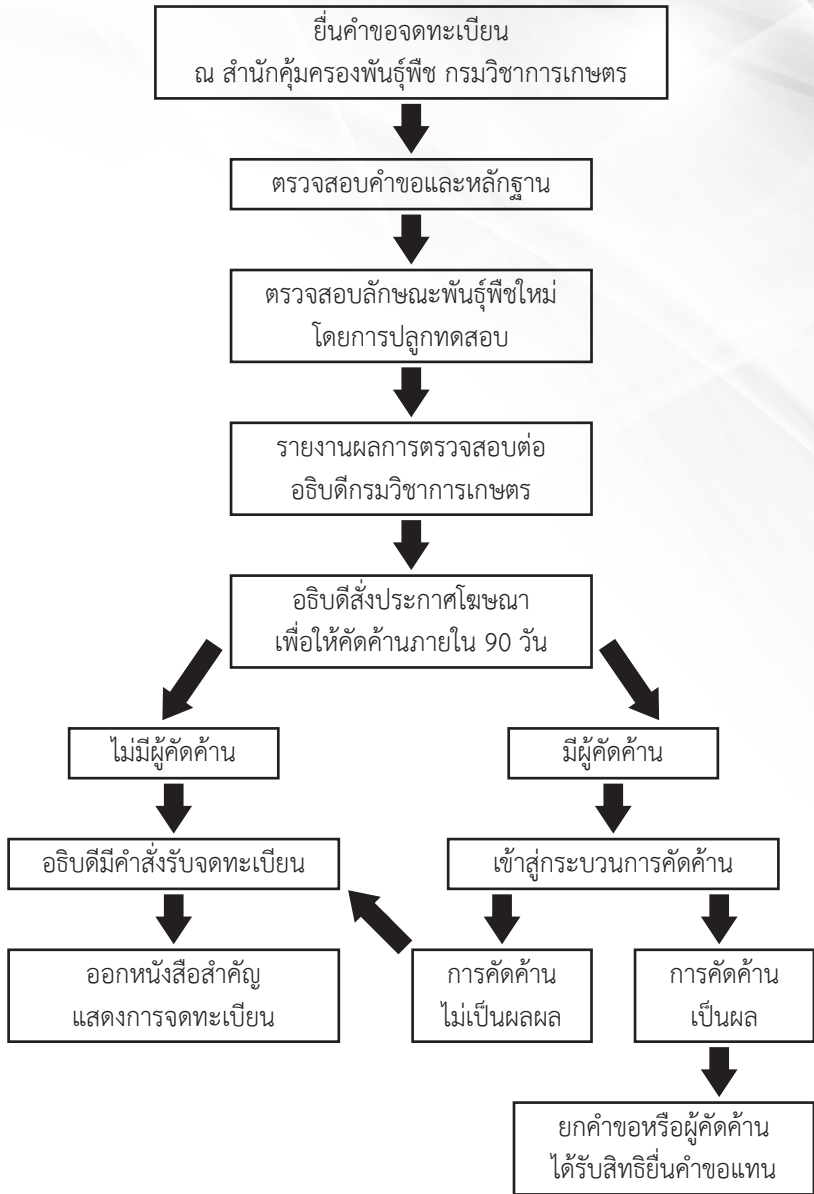 ยื่นคำขอจดทะเบียน
ณ สำนักคุ้มครองพันธุ์พืช กรมวิชาการเกษตร
ตรวจสอบคำขอและหลักฐาน
ตรวจสอบลักษณะพันธุ์พืชใหม่
โดยการปลูกทดสอบ
รายงานผลการตรวจสอบต่อ
อธิบดีกรมวิชาการเกษตร
อธิบดีสั่งประกาศโฆษณา
เพื่อให้คัดค้านภายใน 90 วัน
ไม่มีผู้คัดค้าน
มีผู้คัดค้าน
อธิบดีมีคำสั่งรับจดทะเบียน
เข้าสู่กระบวนการคัดค้าน
ออกหนังสือสำคัญ
แสดงการจดทะเบียน
การคัดค้าน
ไม่เป็นผลผล
การคัดค้าน
เป็นผล
ยกคำขอหรือผู้คัดค้าน
ได้รับสิทธิยื่นคำขอแทน